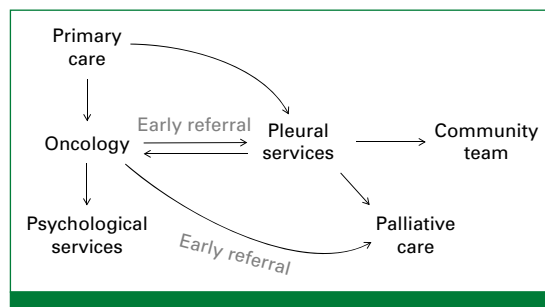 Primary
care
Early referral
Oncology
Pleural
services
Community
team
Psychological
services
Early referral
Palliative
care